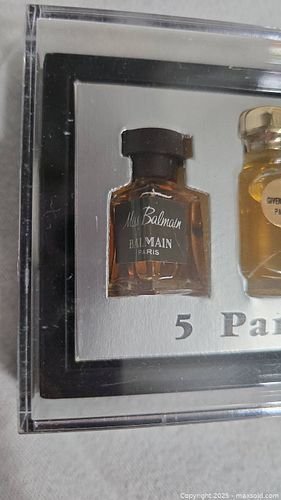 Miss Balmain
BALMAIN
PARIS
GIVEN
PA
5 Par
Copyright 2025 - maxsold.com